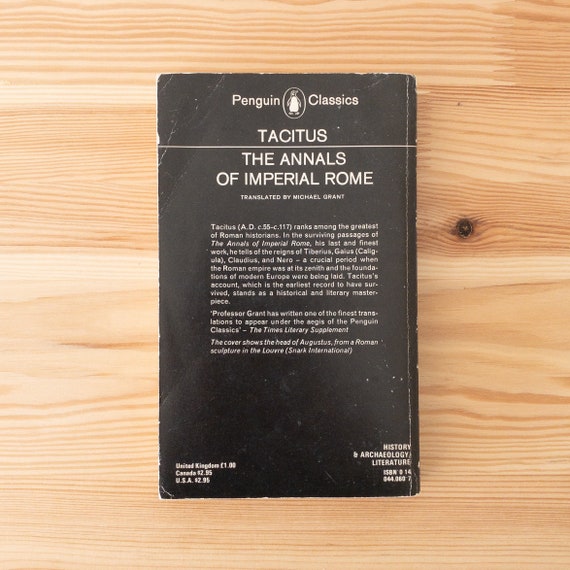 Penguin Classics
TACITUS
THE ANNALS
OF IMPERIAL ROME
TRANSLATED BY MICHAEL GRANT
Tacitus (A.D. c.55-c.117) ranks among the greatest
of Roman historians. In the surviving passages of
The Annals of Imperial Rome, his last and finest
work, he tells of the reigns of Tiberius, Gaius (Calig-
ula), Claudius, and Nero – a crucial period when
the Roman empire was at its zenith and the founda-
tions of modern Europe were being laid. Tacitus's
account, which is the earliest record to have sur-
vived, stands as a historical and literary master-
piece.
'Professor Grant has written one of the finest trans-
lations to appear under the aegis of the Penguin
Classics' – The Times Literary Supplement
The cover shows the head of Augustus, from a Roman
sculpture in the Louvre (Snark International)
United Kingdom £1.00
Canada $2.95
U.S.A. $2.95
HISTORY
& ARCHAEOLOGY/
LITERATURE
ISBN 0 14
044.060 7